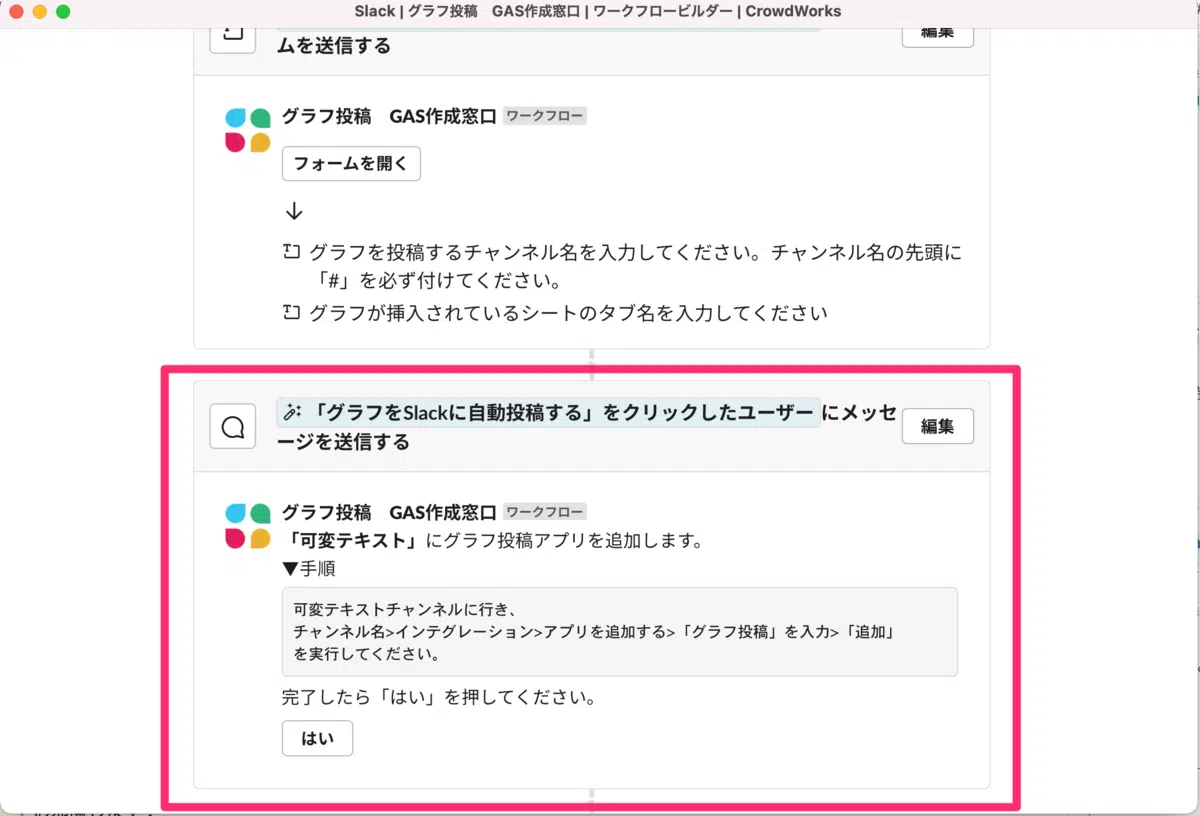 Slack | グラフ投稿　GAS作成窓口 | ワークフロービルダー | CrowdWorks
ムを送信する
編集
グラフ投稿　GAS作成窓口 ワークフロー
フォームを開く
↓
グラフを投稿するチャンネル名を入力してください。チャンネル名の先頭に
「#」を必ず付けてください。
グラフが挿入されているシートのタブ名を入力してください
「グラフをSlackに自動投稿する」をクリックしたユーザー にメッセ
ージを送信する
編集
グラフ投稿　GAS作成窓口 ワークフロー
「可変テキスト」にグラフ投稿アプリを追加します。
▼手順
可変テキストチャンネルに行き、
チャンネル名>インテグレーション>アプリを追加する>「グラフ投稿」を入力>「追加」
を実行してください。
完了したら「はい」を押してください。
はい